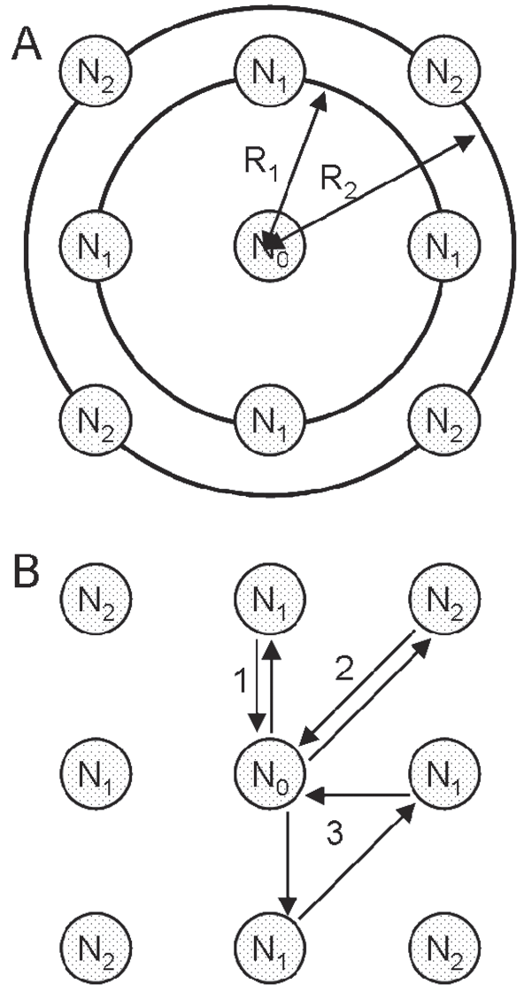 A
N₂ N₁ N₂
R₁
R₂
N₁ N₀ N₁
N₂ N₁ N₂
B
N₂ N₁ N₂
1 2
N₁ N₀ N₁
3
N₂ N₁ N₂